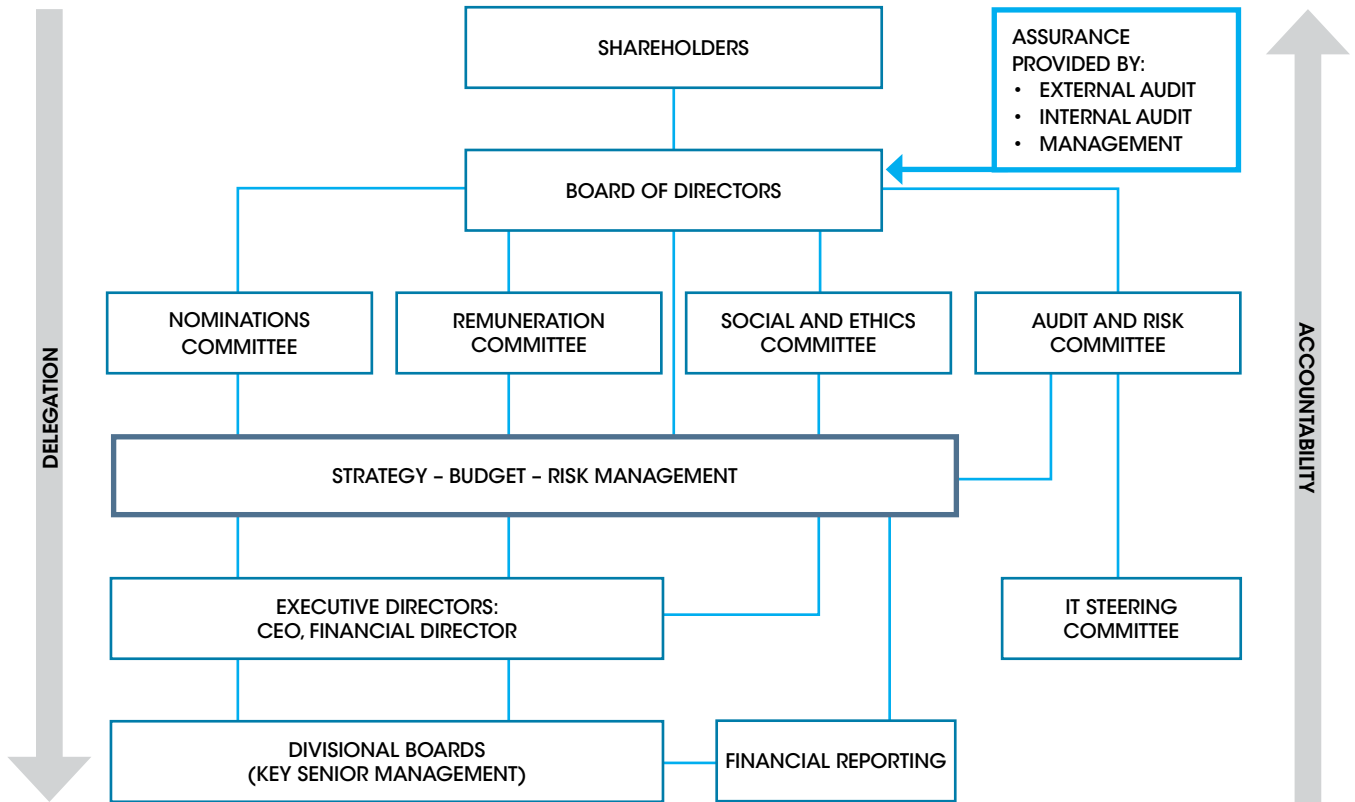 SHAREHOLDERS
ASSURANCE
PROVIDED BY:
• EXTERNAL AUDIT
• INTERNAL AUDIT
• MANAGEMENT
BOARD OF DIRECTORS
NOMINATIONS
COMMITTEE
REMUNERATION
COMMITTEE
SOCIAL AND ETHICS
COMMITTEE
AUDIT AND RISK
COMMITTEE
DELEGATION
ACCOUNTABILITY
STRATEGY – BUDGET – RISK MANAGEMENT
EXECUTIVE DIRECTORS:
CEO, FINANCIAL DIRECTOR
IT STEERING
COMMITTEE
DIVISIONAL BOARDS
(KEY SENIOR MANAGEMENT)
FINANCIAL REPORTING